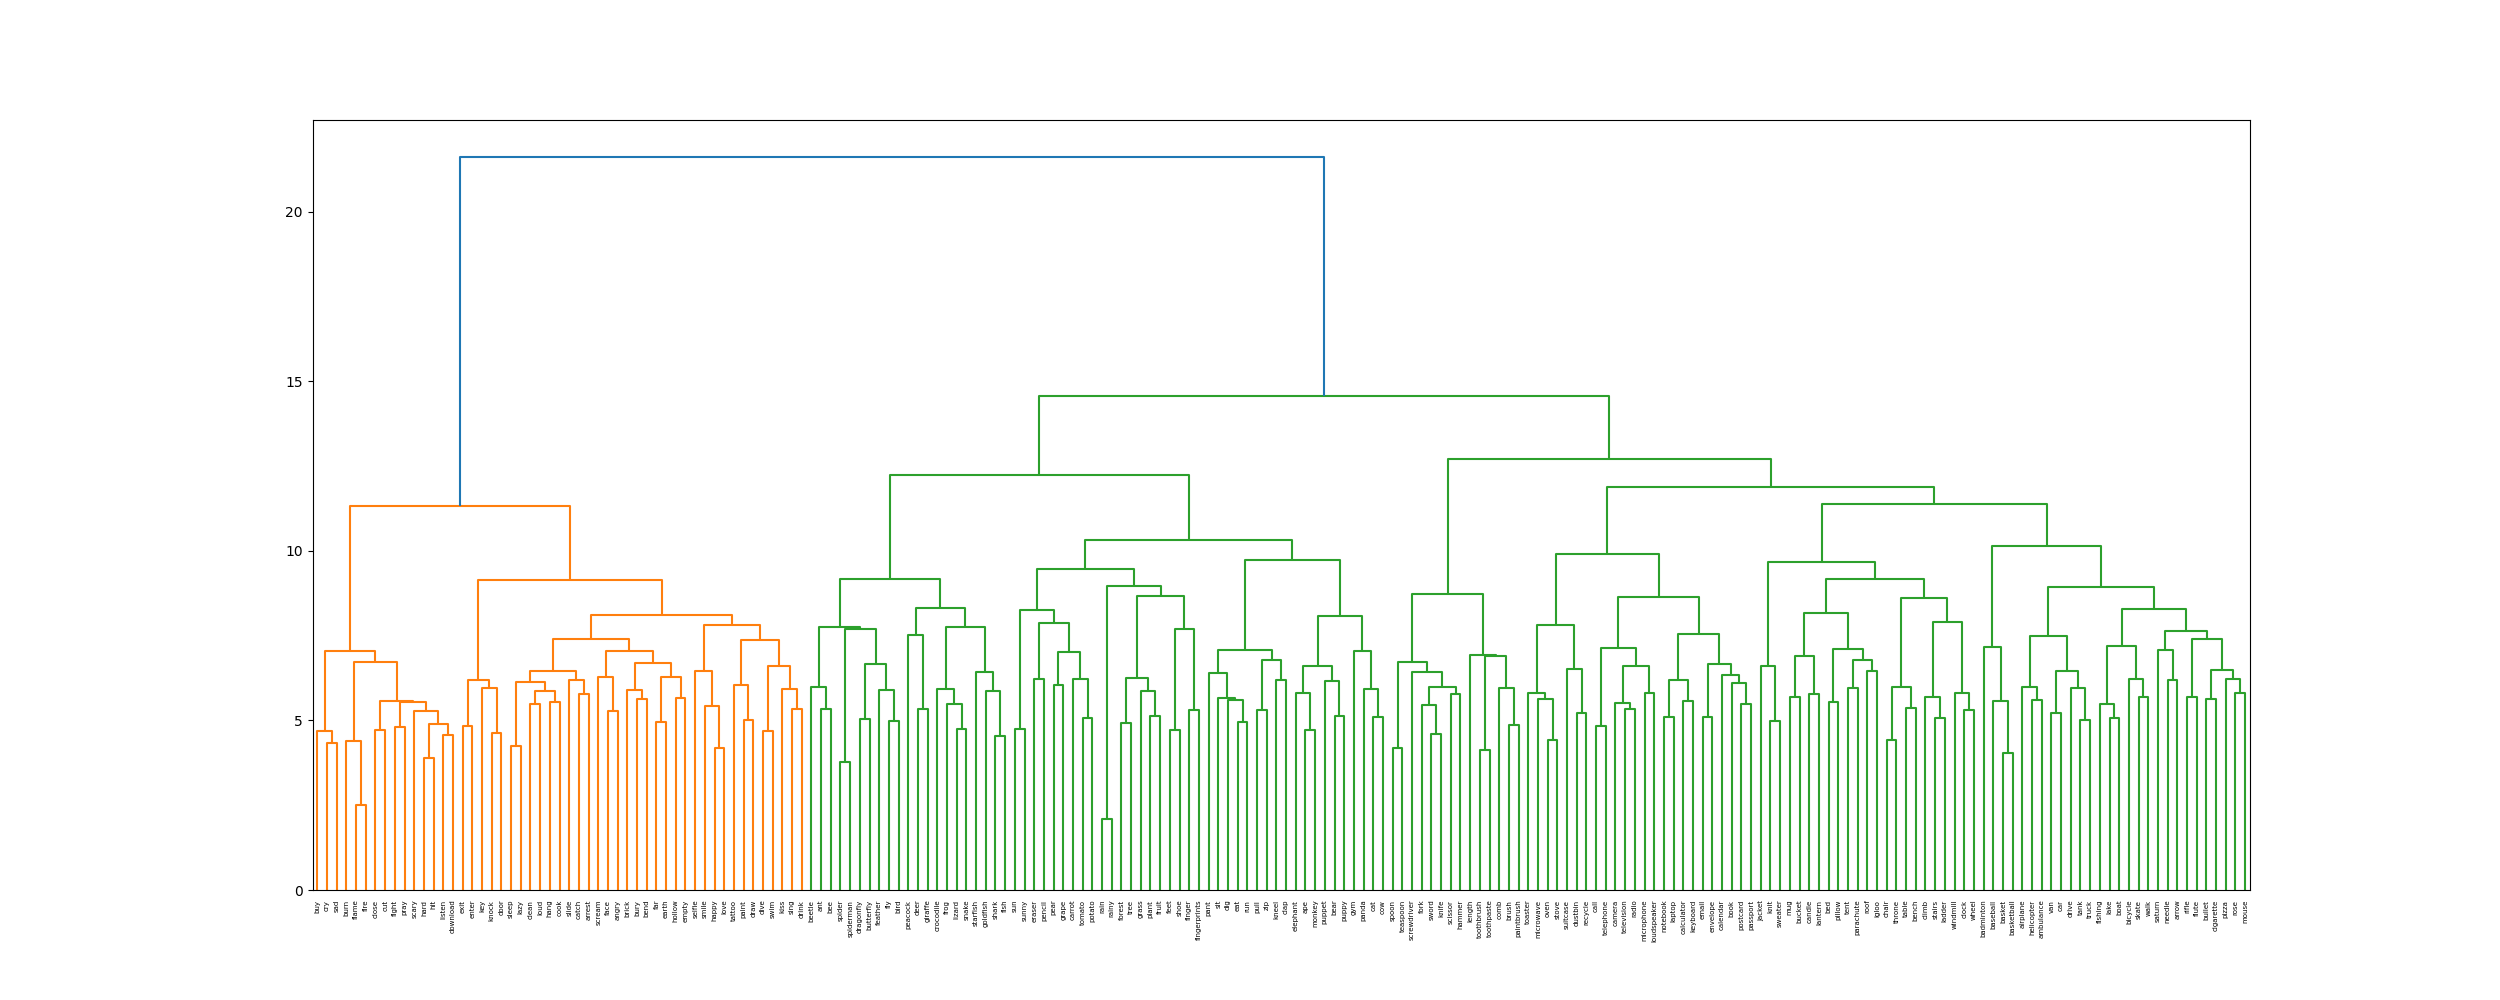 20
15
10
5
0
buy
cry
sad
burn
flame
fire
close
cut
fight
pray
scary
hard
hit
listen
download
exit
enter
key
knock
door
sleep
lazy
clean
loud
hang
cook
slide
catch
arrest
scream
face
angry
brick
bury
bend
far
earth
hollow
empty
selfie
smile
happy
love
tattoo
paint
draw
dive
swim
kiss
sing
drink
beetle
ant
bee
spider
spiderman
dragonfly
butterfly
feather
fly
bird
peacock
deer
giraffe
crocodile
frog
lizard
snake
starfish
goldfish
shark
fish
sun
sunny
eraser
pencil
pear
grape
carrot
tomato
potato
rain
rainy
forest
tree
grass
plant
fruit
feet
shoe
finger
fingerprints
pant
sit
dig
eat
run
pull
zip
kneel
clap
elephant
ape
monkey
puppet
bear
puppy
gym
panda
cat
cow
spoon
teaspoon
screwdriver
fork
sword
knife
scissor
hammer
length
toothbrush
toothpaste
comb
brush
paintbrush
toaster
microwave
oven
stove
suitcase
dustbin
recycle
call
telephone
camera
television
radio
microphone
loudspeaker
notebook
laptop
calculator
keyboard
email
envelope
calendar
book
postcard
passport
jacket
knit
sweater
mug
bucket
candle
lantern
bed
pillow
tent
parachute
roof
igloo
chair
throne
table
bench
climb
stairs
ladder
windmill
clock
wheel
badminton
baseball
basket
basketball
airplane
helicopter
ambulance
van
car
drive
tank
truck
fishing
lake
boat
bicycle
skate
walk
saturn
needle
arrow
rifle
flute
bullet
cigarette
pizza
rose
mouse